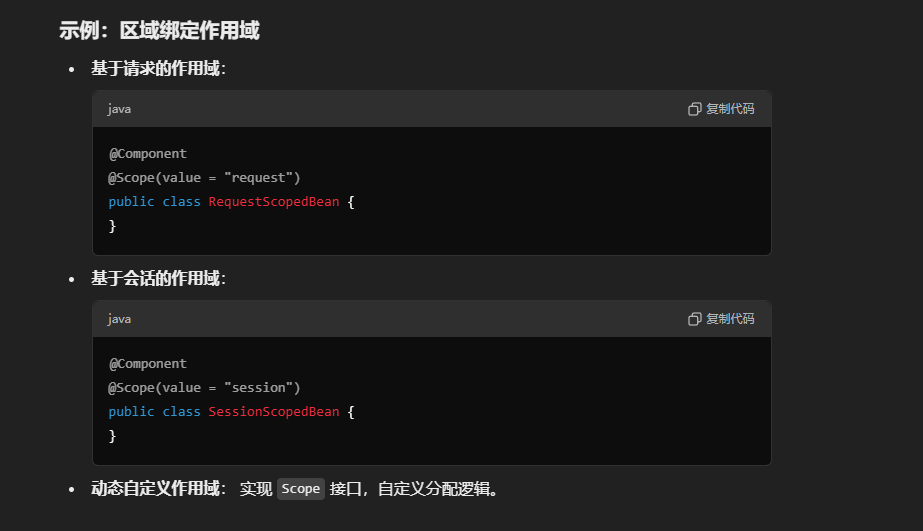 示例：区域绑定作用域
基于请求的作用域：
java 复制代码
@Component
@Scope(value = "request")
public class RequestScopedBean {
}
基于会话的作用域：
java 复制代码
@Component
@Scope(value = "session")
public class SessionScopedBean {
}
动态自定义作用域： 实现 Scope 接口，自定义分配逻辑。